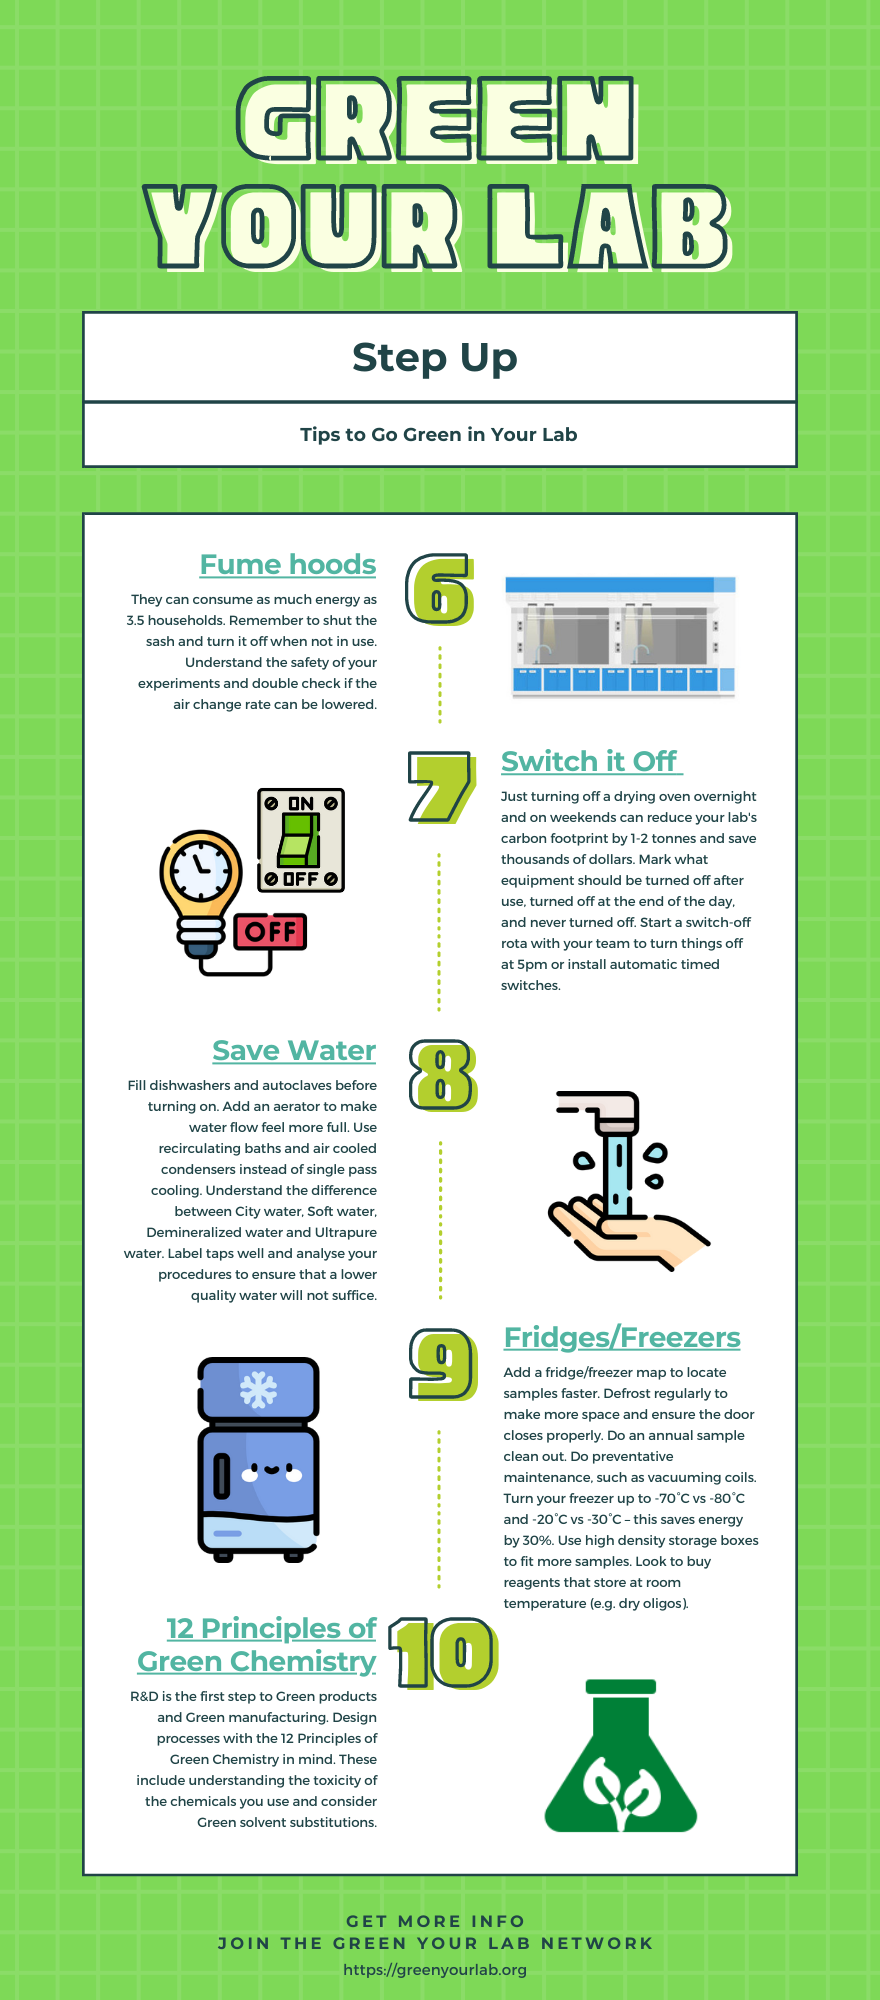 GREEN
YOUR LAB
Step Up
Tips to Go Green in Your Lab
Fume hoods
They can consume as much energy as
3.5 households. Remember to shut the
sash and turn it off when not in use.
Understand the safety of your
experiments and double check if the
air change rate can be lowered.
6
7
Switch it Off
Just turning off a drying oven overnight
and on weekends can reduce your lab's
carbon footprint by 1-2 tonnes and save
thousands of dollars. Mark what
equipment should be turned off after
use, turned off at the end of the day,
and never turned off. Start a switch-off
rota with your team to turn things off
at 5pm or install automatic timed
switches.
ON
OFF
OFF
Save Water
Fill dishwashers and autoclaves before
turning on. Add an aerator to make
water flow feel more full. Use
recirculating baths and air cooled
condensers instead of single pass
cooling. Understand the difference
between City water, Soft water,
Demineralized water and Ultrapure
water. Label taps well and analyse your
procedures to ensure that a lower
quality water will not suffice.
8
9
Fridges/Freezers
Add a fridge/freezer map to locate
samples faster. Defrost regularly to
make more space and ensure the door
closes properly. Do an annual sample
clean out. Do preventative
maintenance, such as vacuuming coils.
Turn your freezer up to -70°C vs -80°C
and -20°C vs -30°C – this saves energy
by 30%. Use high density storage boxes
to fit more samples. Look to buy
reagents that store at room
temperature (e.g. dry oligos).
12 Principles of
Green Chemistry
R&D is the first step to Green products
and Green manufacturing. Design
processes with the 12 Principles of
Green Chemistry in mind. These
include understanding the toxicity of
the chemicals you use and consider
Green solvent substitutions.
10
GET MORE INFO
JOIN THE GREEN YOUR LAB NETWORK
https://greenyourlab.org